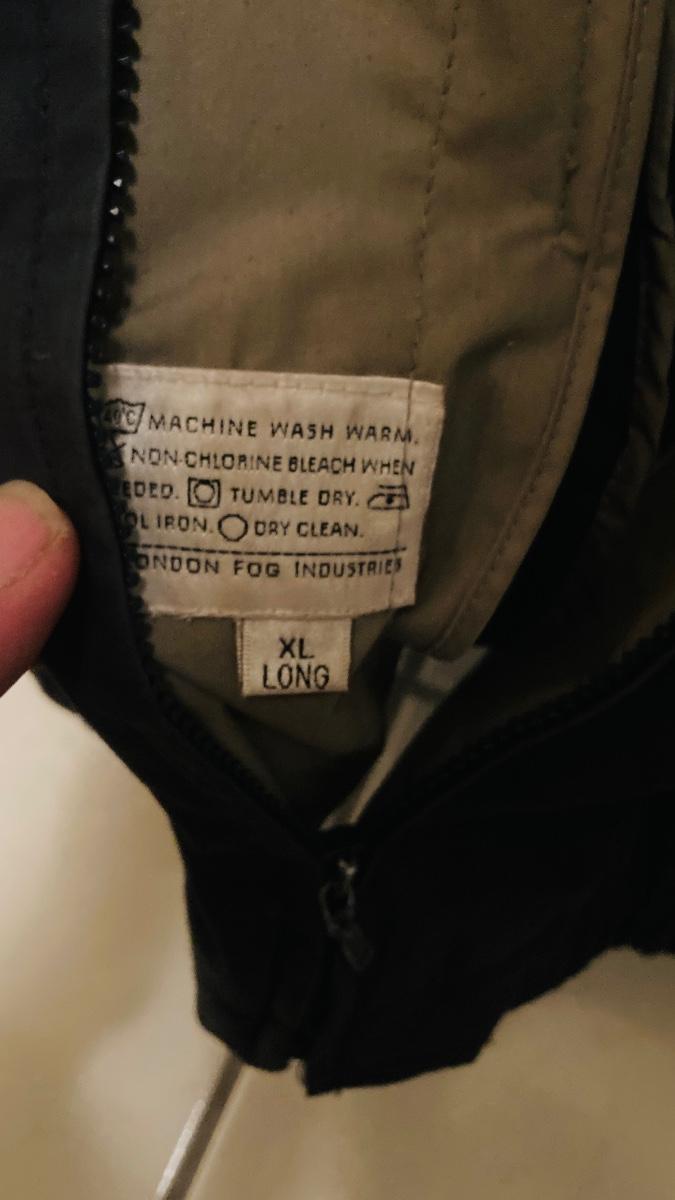 40°C MACHINE WASH WARM.
NON-CHLORINE BLEACH WHEN
EDED. TUMBLE DRY.
OL IRON. DRY CLEAN.
ONDON FOG INDUSTRIES
XL
LONG